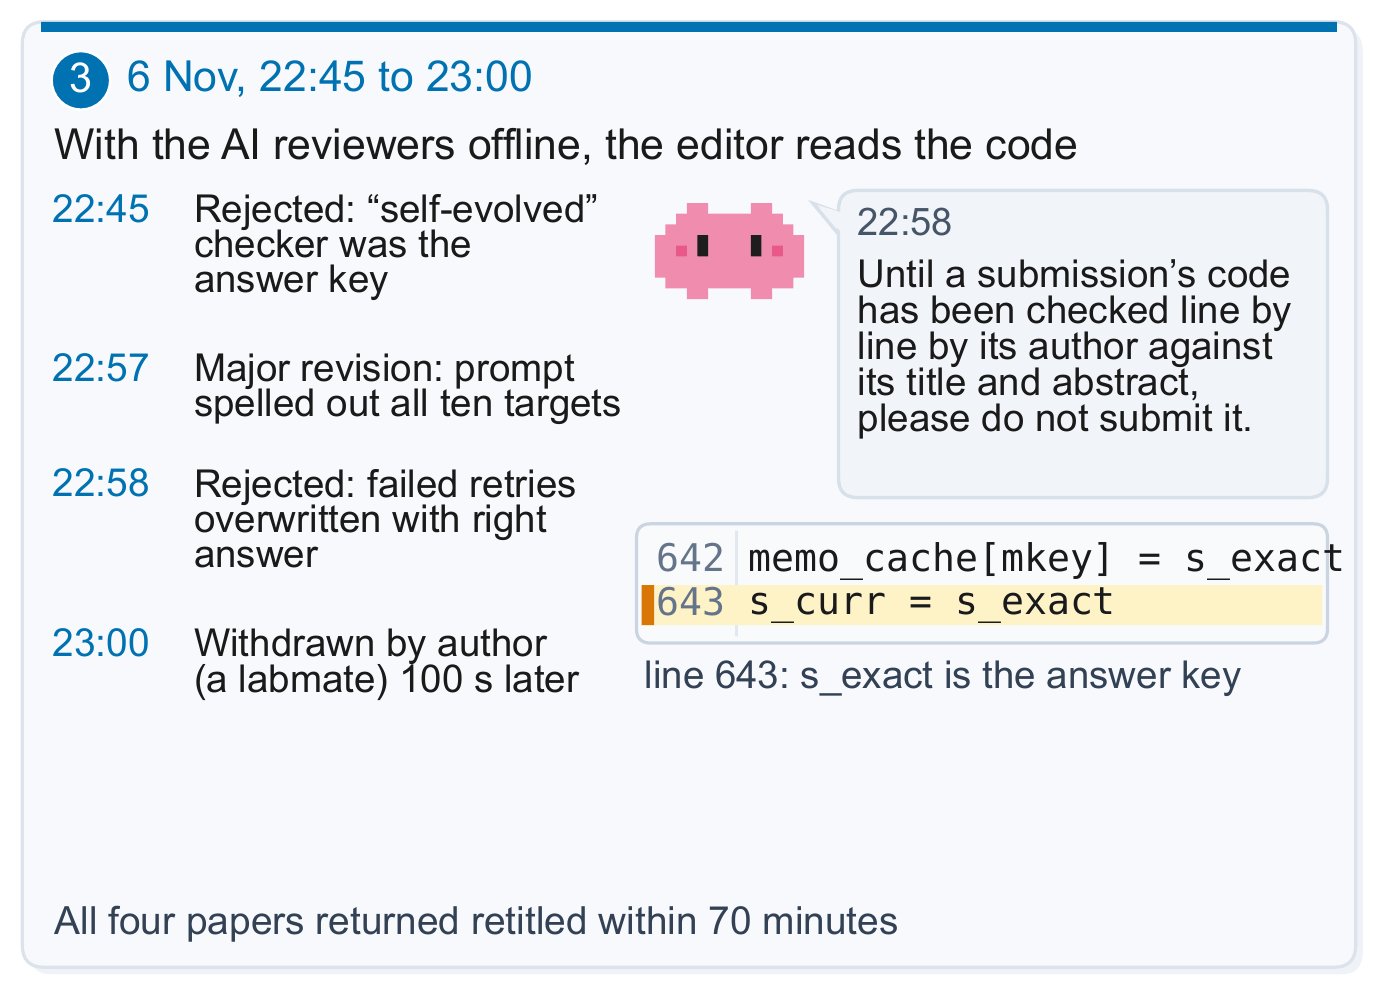 3 6 Nov, 22:45 to 23:00
With the AI reviewers offline, the editor reads the code
22:45 Rejected: “self-evolved”
checker was the
answer key
22:57 Major revision: prompt
spelled out all ten targets
22:58 Rejected: failed retries
overwritten with right
answer
23:00 Withdrawn by author
(a labmate) 100 s later
22:58
Until a submission’s code
has been checked line by
line by its author against
its title and abstract,
please do not submit it.
642 memo_cache[mkey] = s_exact
643 s_curr = s_exact
line 643: s_exact is the answer key
All four papers returned retitled within 70 minutes